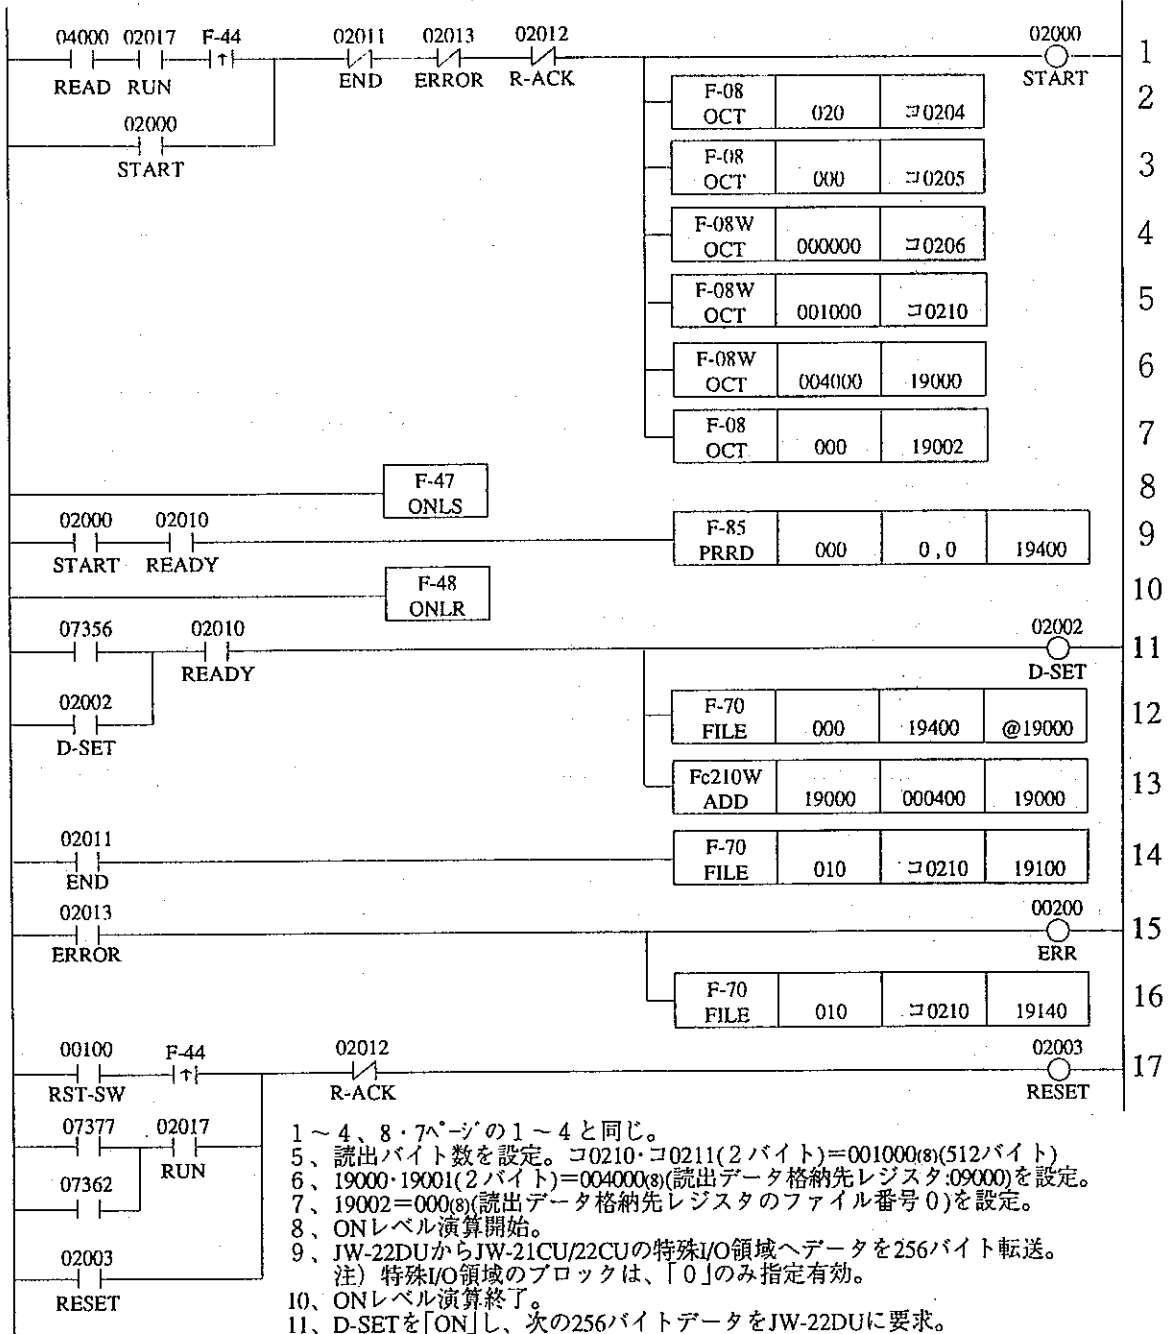 04000 02017 F-44 02011 02013 02012 02000 1
READ RUN ↑ END ERROR R-ACK START
F-08 OCT 020 コ0204 2
02000
START
F-08 OCT 000 コ0205 3
F-08W OCT 000000 コ0206 4
F-08W OCT 001000 コ0210 5
F-08W OCT 004000 19000 6
F-08 OCT 000 19002 7
F-47 ONLS 8
02000 02010 F-85 PRRD 000 0,0 19400 9
START READY
F-48 ONLR 10
07356 02010 02002 11
READY D-SET
02002
D-SET
F-70 FILE 000 19400 @19000 12
Fc210W ADD 19000 000400 19000 13
02011 F-70 FILE 010 コ0210 19100 14
END
02013 00200 15
ERROR ERR
F-70 FILE 010 コ0210 19140 16
00100 F-44 02012 02003 17
RST-SW ↑ R-ACK RESET
07377 02017
RUN
07362
02003
RESET
1～4、8・7ページの1～4と同じ。
5、読出バイト数を設定。コ0210・コ0211(2バイト)=001000(8)(512バイト)
6、19000・19001(2バイト)=004000(8)(読出データ格納先レジスタ:09000)を設定。
7、19002=000(8)(読出データ格納先レジスタのファイル番号0)を設定。
8、ONレベル演算開始。
9、JW-22DUからJW-21CU/22CUの特殊I/O領域へデータを256バイト転送。
注) 特殊I/O領域のブロックは、「0」のみ指定有効。
10、ONレベル演算終了。
11、D-SETを「ON」し、次の256バイトデータをJW-22DUに要求。